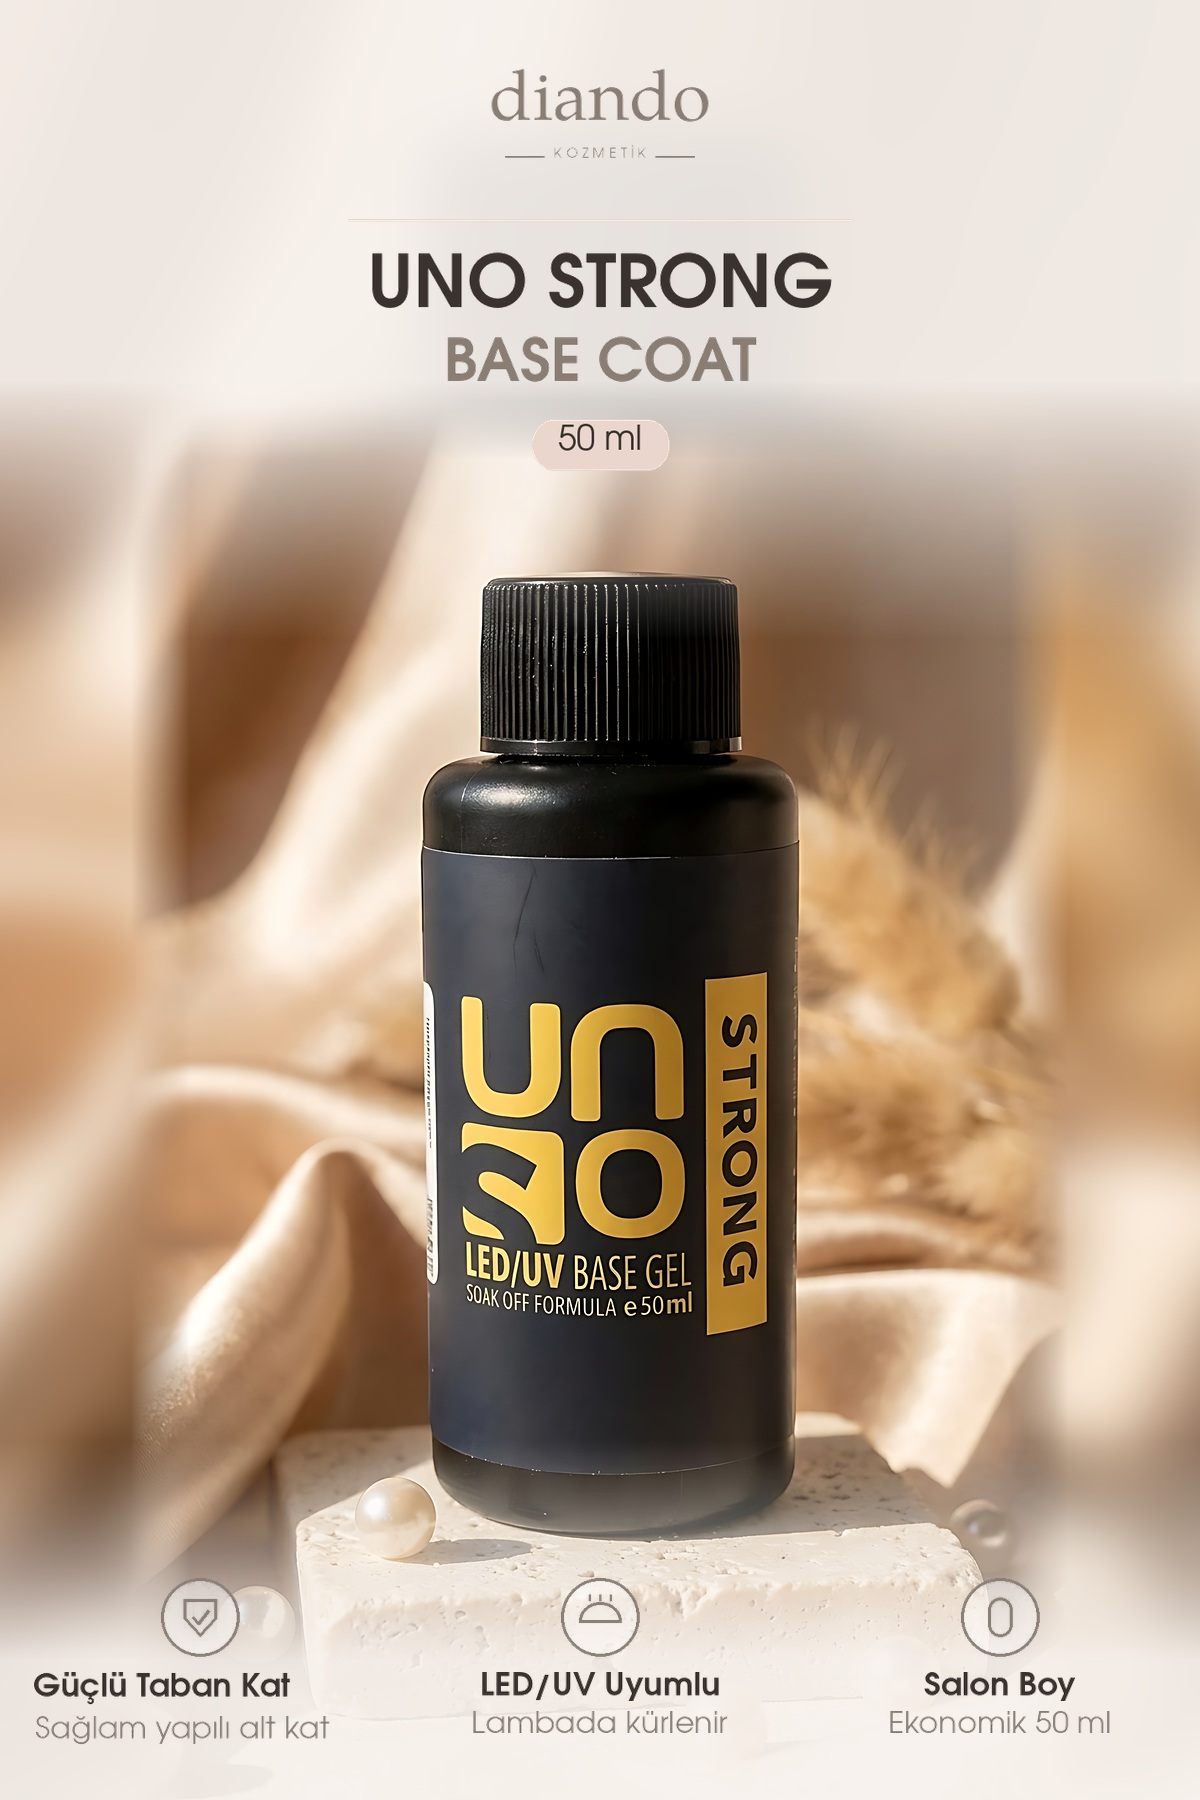 diando
KOZMETİK
UNO STRONG
BASE COAT
50 ml
UNO
STRONG
LED/UV BASE GEL
SOAK OFF FORMULA e50ml
Güçlü Taban Kat
Sağlam yapılı alt kat
LED/UV Uyumlu
Lambada kürlenir
Salon Boy
Ekonomik 50 ml